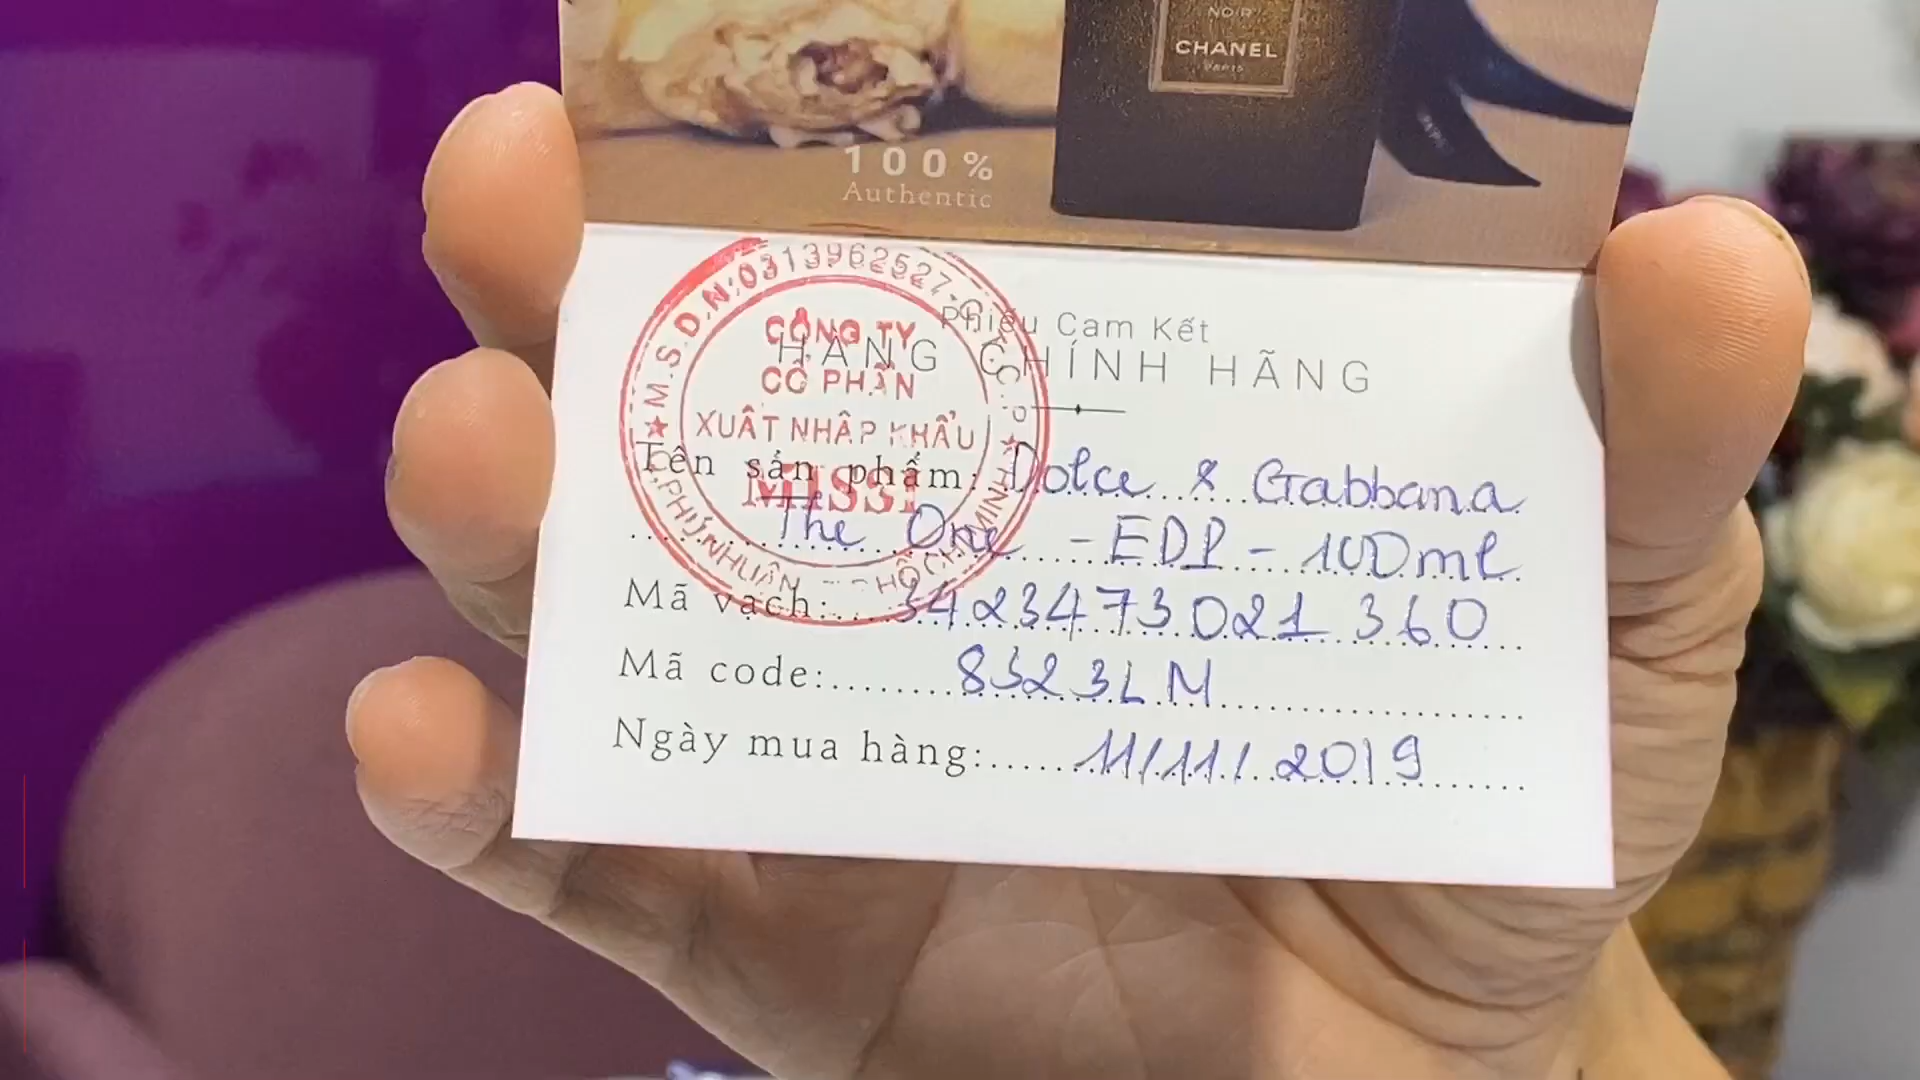 NOIR
CHANEL
PARIS
100%
Authentic
M.S.D.N:0313962527-C.T.C.P
CÔNG TY
CỔ PHẦN
XUẤT NHẬP KHẨU
MISSI
Phiếu Cam Kết
HÀNG CHÍNH HÃNG
Tên sản phẩm: Dolce & Gabbana
The One - EDP - 100ml
Mã vạch: 3423473021360
Mã code: 8323LM
Ngày mua hàng: 11/11/2019